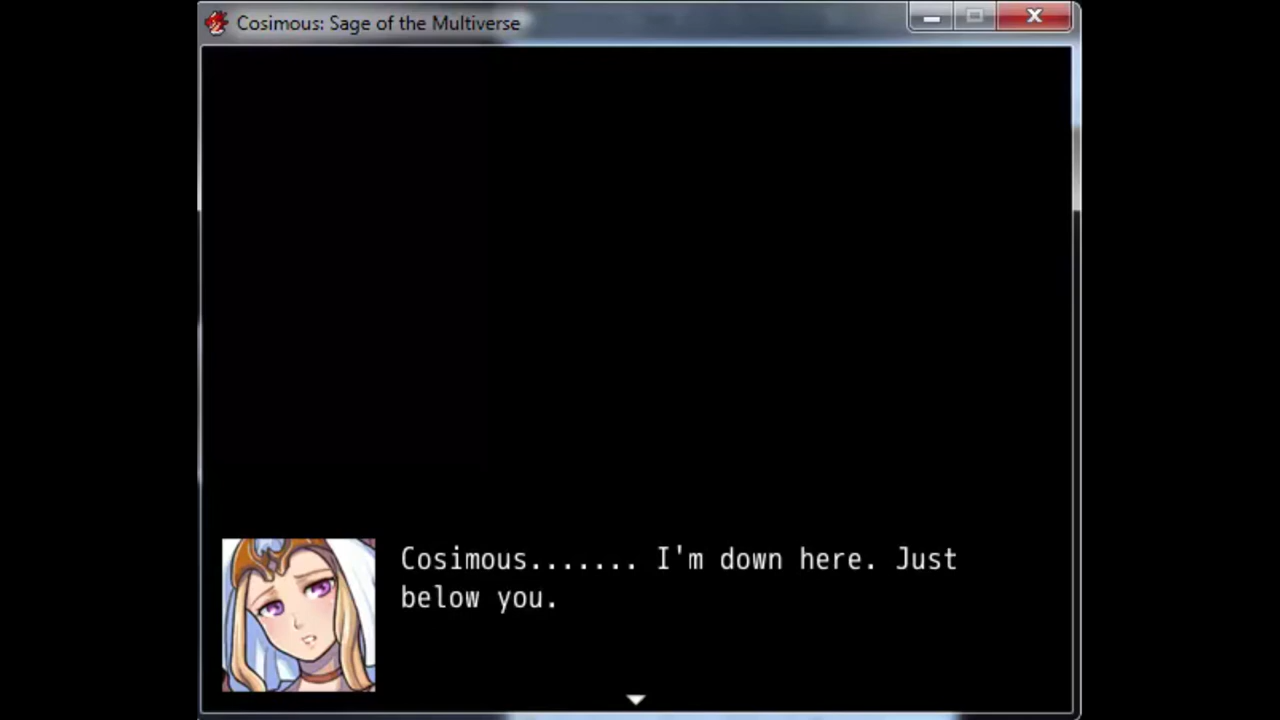 Cosimous: Sage of the Multiverse
Cosimous....... I'm down here. Just
below you.